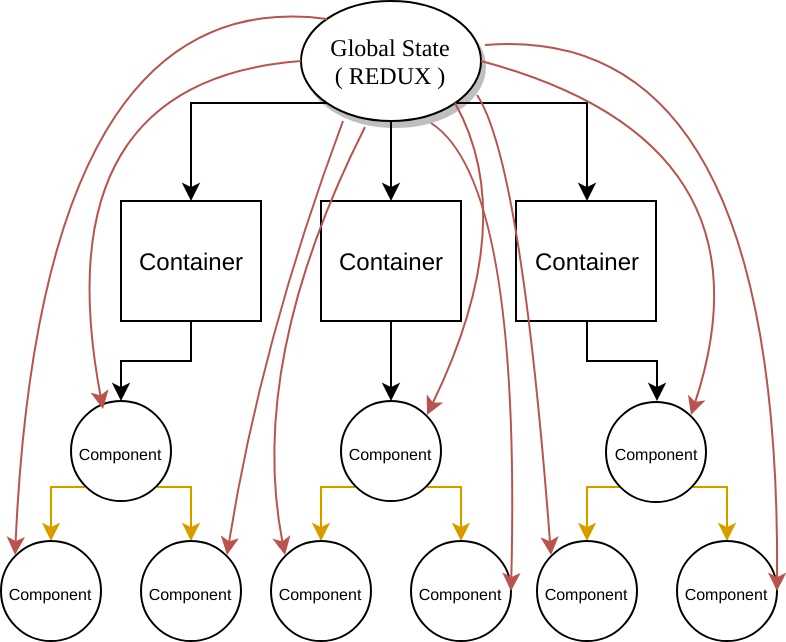 Global State
( REDUX )
Container
Container
Container
Component
Component
Component
Component
Component
Component
Component
Component
Component